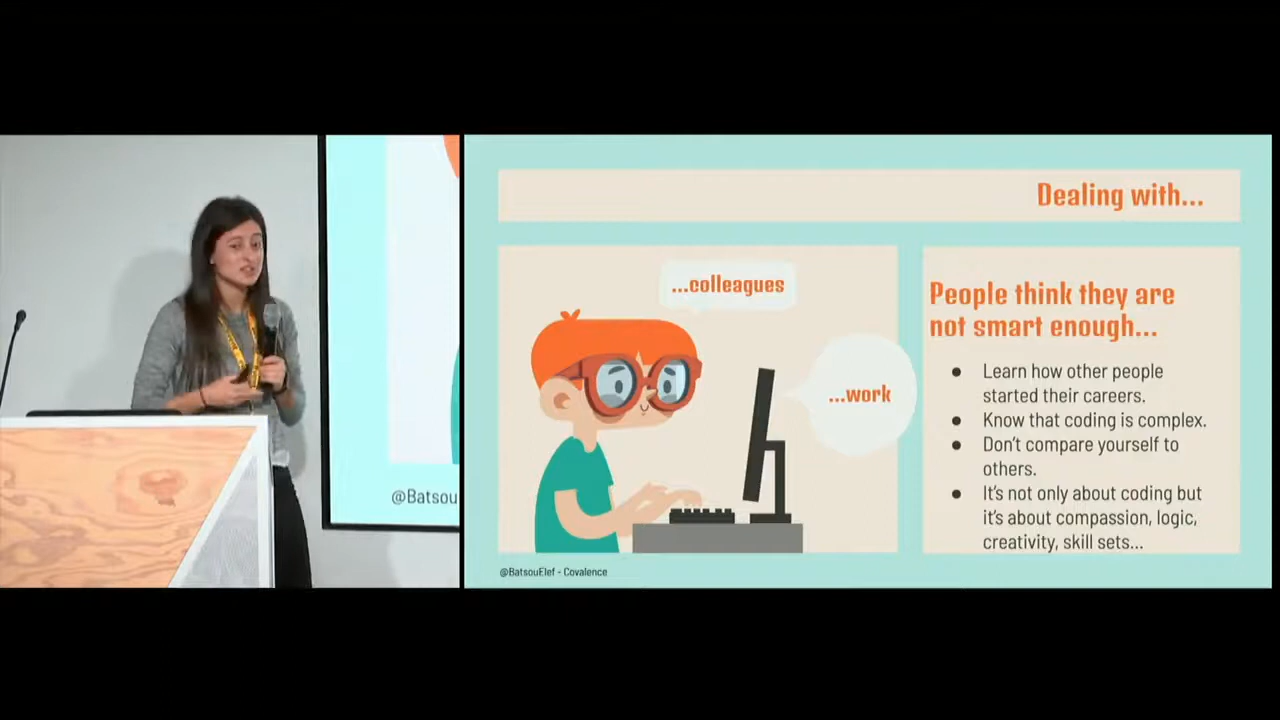 Dealing with...
...colleagues
...work
People think they are
not smart enough...
● Learn how other people
started their careers.
● Know that coding is complex.
● Don't compare yourself to
others.
● It's not only about coding but
it's about compassion, logic,
creativity, skill sets...
@BatsouElef - Covalence
@Batsou